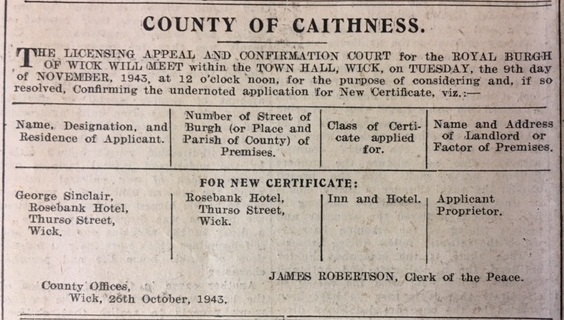 COUNTY OF CAITHNESS.
THE LICENSING APPEAL AND CONFIRMATION COURT for the ROYAL BURGH
OF WICK WILL MEET within the TOWN HALL, WICK, on TUESDAY, the 9th day
of NOVEMBER, 1943, at 12 o'clock noon, for the purpose of considering and, if so
resolved, Confirming the undernoted application for New Certificate, viz.:—
Name, Designation, and
Residence of Applicant.
Number of Street of
Burgh (or Place and
Parish of County) of
Premises.
Class of Certi-
cate applied
for.
Name and Address
of Landlord or
Factor of Premises.
FOR NEW CERTIFICATE:
George Sinclair,
Rosebank Hotel,
Thurso Street,
Wick.
Rosebank Hotel,
Thurso Street,
Wick.
Inn and Hotel.
Applicant
Proprietor.
JAMES ROBERTSON, Clerk of the Peace.
County Offices,
Wick, 26th October, 1943.